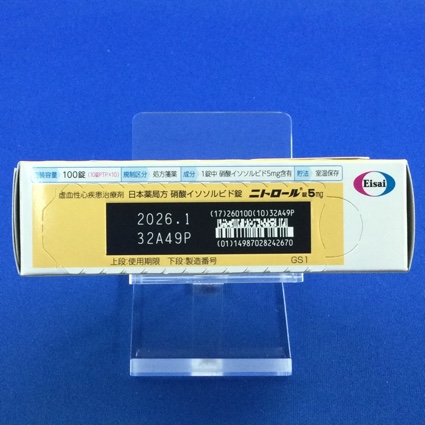 包装容量 100錠 (10錠PTP×10) 規制区分 処方箋薬 成分 1錠中 硝酸イソソルビド5mg含有 貯法 室温保存
Eisai
虚血性心疾患治療剤 日本薬局方 硝酸イソソルビド錠 ニトロール®錠5mg
2026.1
32A49P
(17)260100(10)32A49P
(01)14987028242670
上段:使用期限 下段:製造番号
GS1